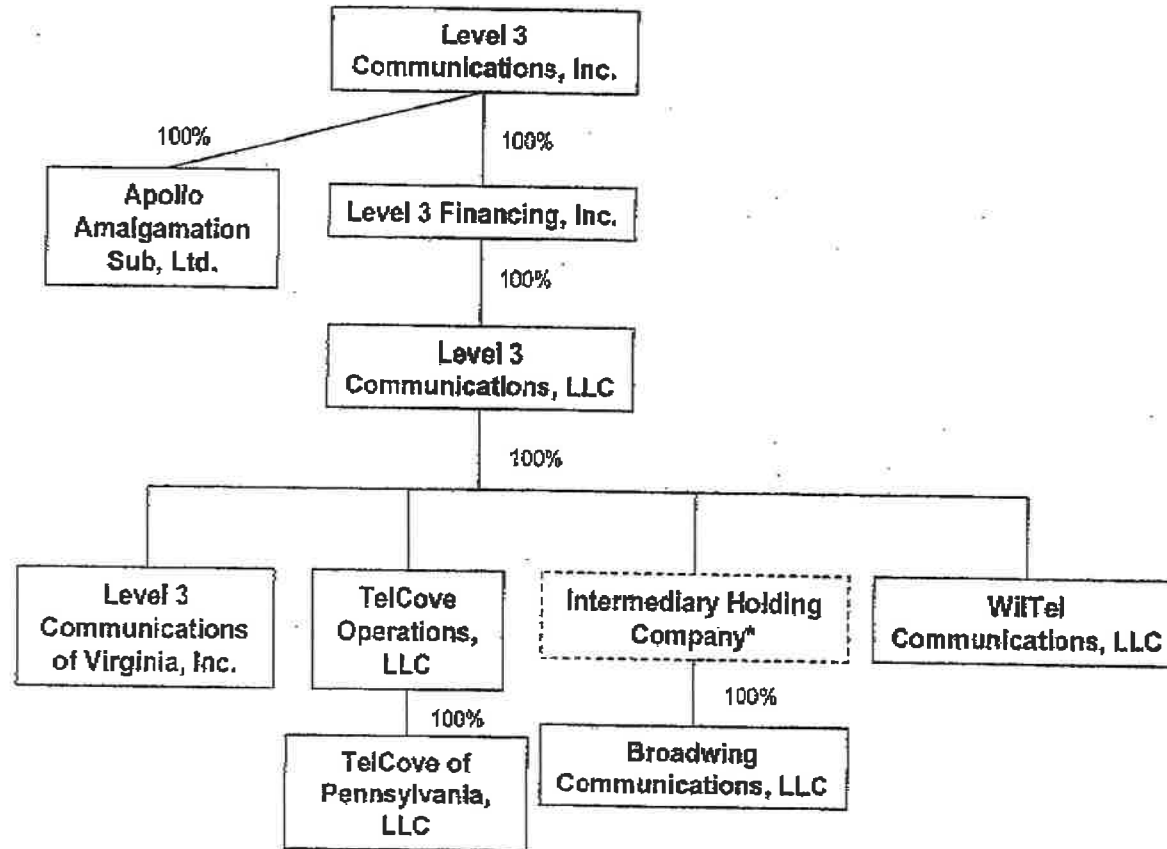 Level 3
Communications, Inc.
100%
100%
Apollo
Amalgamation
Sub, Ltd.
Level 3 Financing, Inc.
100%
Level 3
Communications, LLC
100%
Level 3
Communications
of Virginia, Inc.
TelCove
Operations,
LLC
Intermediary Holding
Company*
WilTel
Communications, LLC
100%
100%
TelCove of
Pennsylvania,
LLC
Broadwing
Communications, LLC